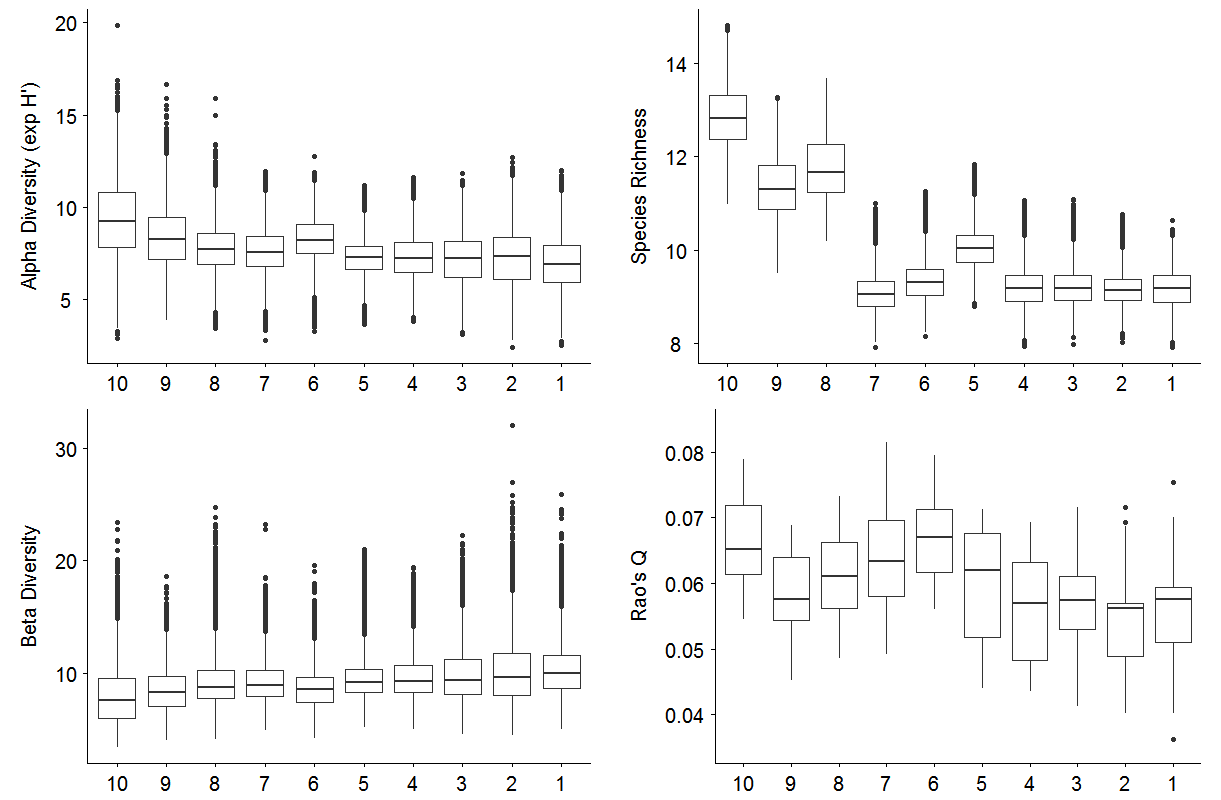 Alpha Diversity (exp H')
20
15
10
5
10 9 8 7 6 5 4 3 2 1
Species Richness
14
12
10
8
10 9 8 7 6 5 4 3 2 1
Beta Diversity
30
20
10
10 9 8 7 6 5 4 3 2 1
Rao's Q
0.08
0.07
0.06
0.05
0.04
10 9 8 7 6 5 4 3 2 1